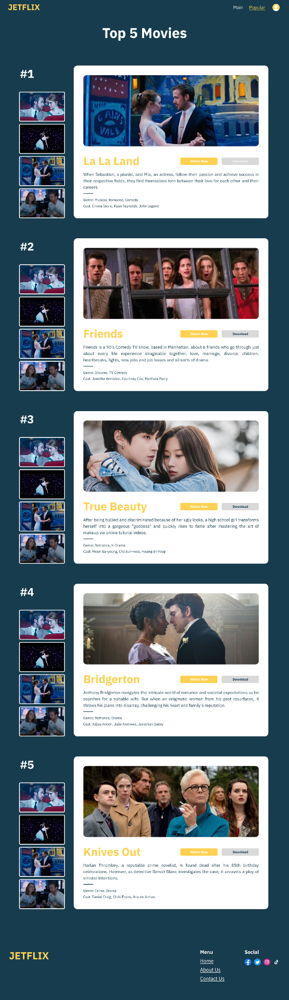 JETFLIX
Main Popular
Top 5 Movies
#1
CAINS
VALE
La La Land
Watch Now
Download
When Sebastian, a pianist, and Mia, an actress, follow their passion and achieve success in
their respective fields, they find themselves torn between their love for each other and their
careers.
Genre: Musical, Romance, Comedy
Cast: Emma Stone, Ryan Reynolds, John Legend
#2
Friends
Watch Now
Download
Friends is a 90's Comedy TV show, based in Manhattan, about 6 friends who go through just
about every life experience imaginable together; love, marriage, divorce, children,
heartbreaks, fights, new jobs and job losses and all sorts of drama.
Genre: Sitcoms, TV Comedy
Cast: Jennifer Anniston, Courtney Cox, Matthew Perry
#3
True Beauty
Watch Now
Download
After being bullied and discriminated because of her ugly looks, a high school girl transforms
herself into a gorgeous "goddess" and quickly rises to fame after mastering the art of
makeup via online tutorial videos.
Genre: Romance, K-Drama
Cast: Moon Ga-young, Cha Eun-woo, Hwang In-Youp
#4
Bridgerton
Watch Now
Download
Anthony Bridgerton navigates the intricate world of romance and societal expectations as he
searches for a suitable wife. But when an enigmatic woman from his past resurfaces, it
throws his plans into disarray, challenging his heart and family's reputation.
Genre: Romance, Drama
Cast: Adjoa Andoh, Julie Andrews, Jonathan Bailey
#5
Knives Out
Watch Now
Download
Harlan Thrombey, a reputable crime novelist, is found dead after his 85th birthday
celebrations. However, as detective Benoit Blanc investigates the case, it unravels a ploy of
sinister intentions.
Genre: Crime, Drama
Cast: Daniel Craig, Chris Evans, Ana de Armas
JETFLIX
Menu
Home
About Us
Contact Us
Social